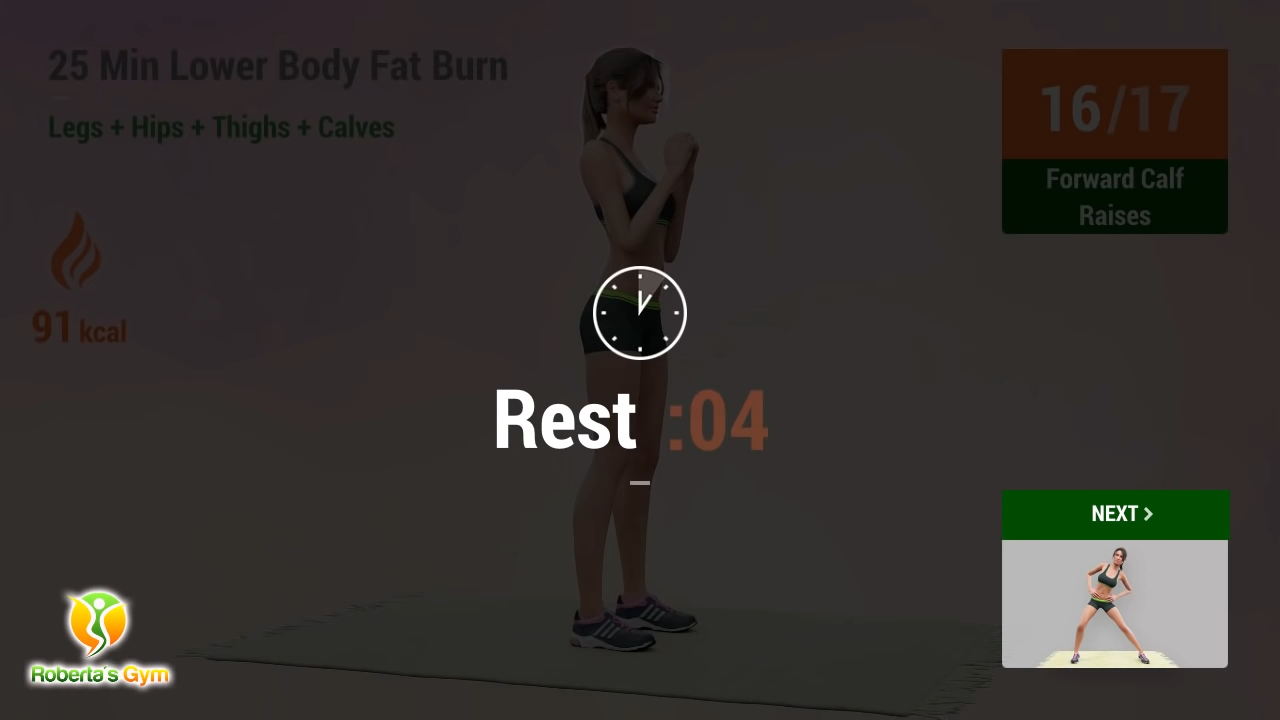 25 Min Lower Body Fat Burn
Legs + Hips + Thighs + Calves
16/17
Forward Calf
Raises
91 kcal
Rest :04
NEXT >
Roberta's Gym